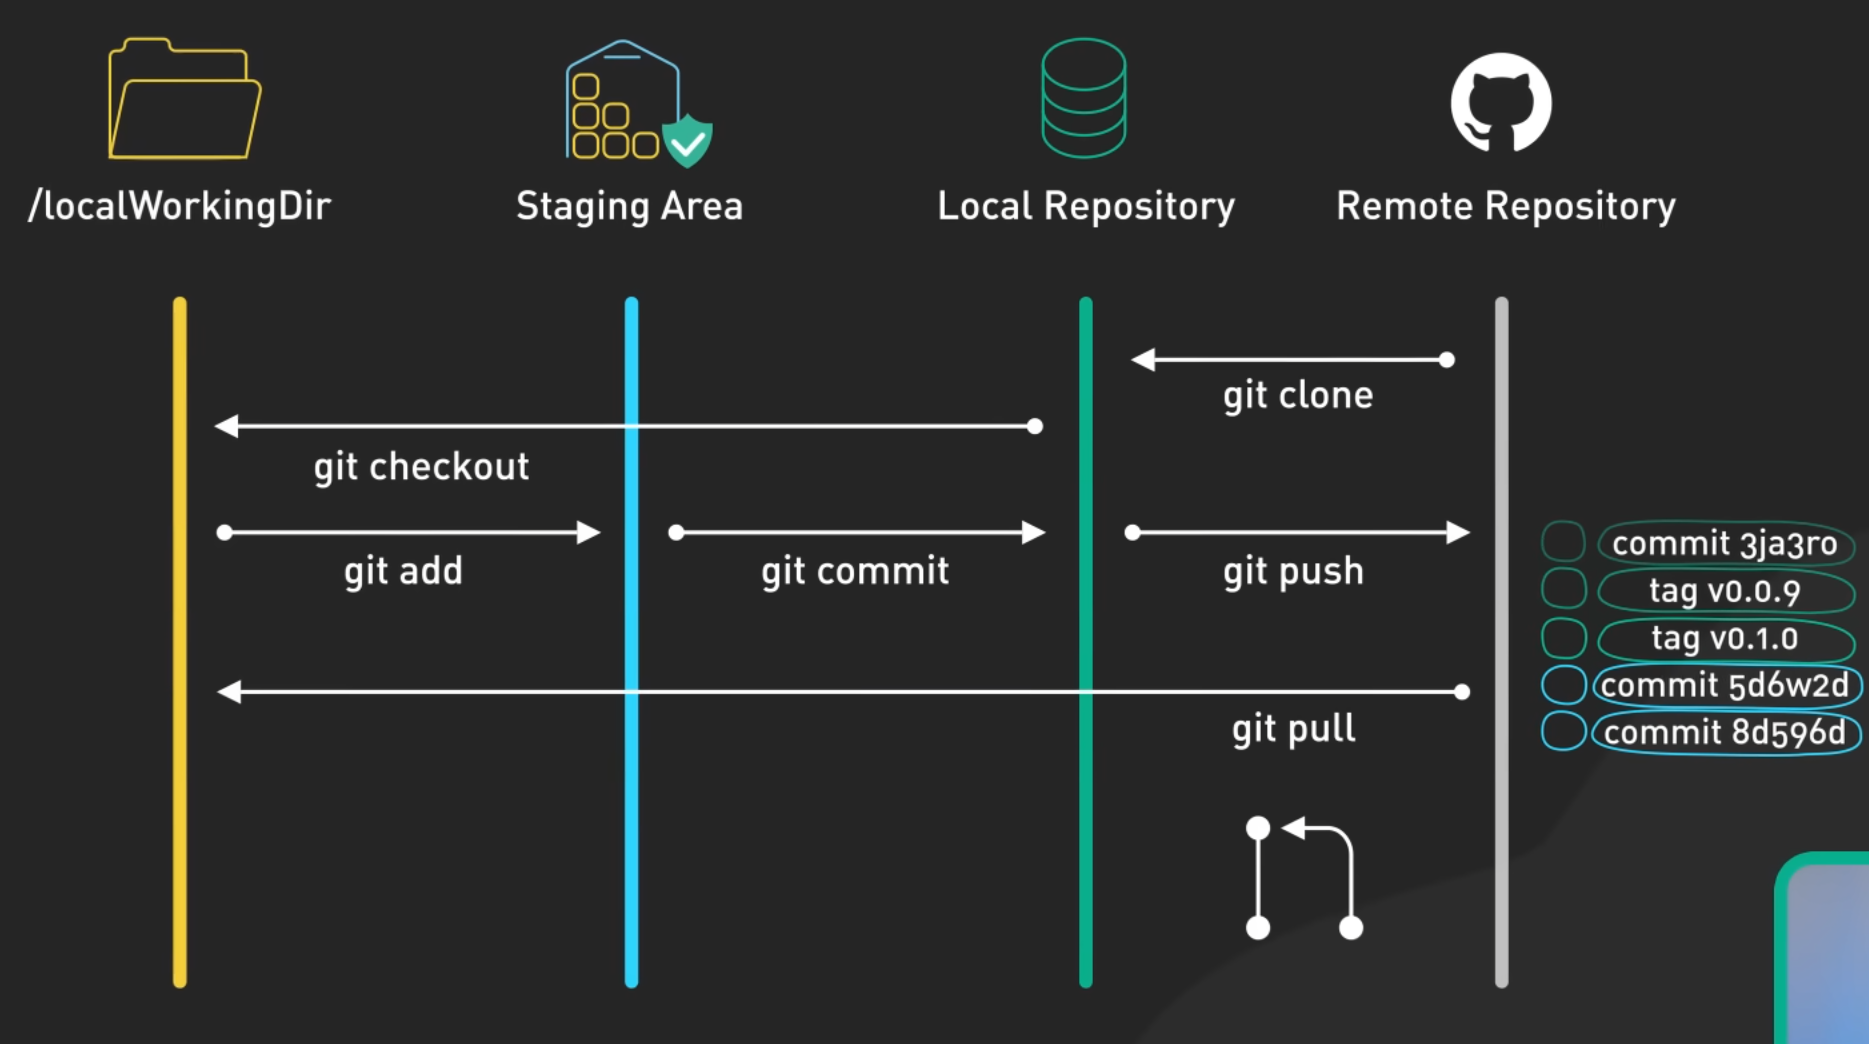 /localWorkingDir
Staging Area
Local Repository
Remote Repository
git clone
git checkout
git add
git commit
git push
commit 3ja3ro
tag v0.0.9
tag v0.1.0
commit 5d6w2d
commit 8d596d
git pull